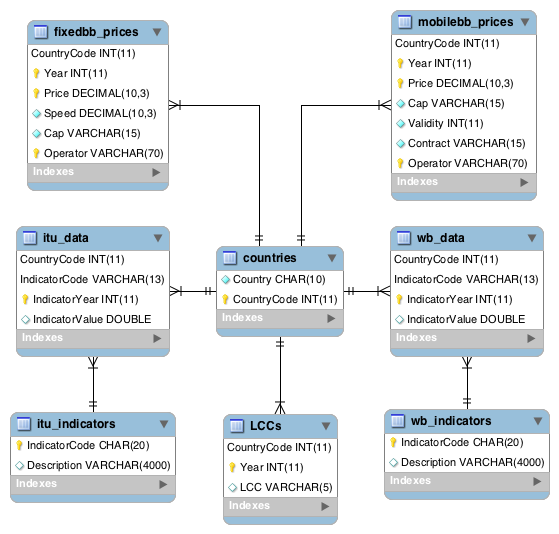 fixedbb_prices
CountryCode INT(11)
Year INT(11)
Price DECIMAL(10,3)
Speed DECIMAL(10,3)
Cap VARCHAR(15)
Operator VARCHAR(70)
Indexes
mobilebb_prices
CountryCode INT(11)
Year INT(11)
Price DECIMAL(10,3)
Cap VARCHAR(15)
Validity INT(11)
Contract VARCHAR(15)
Operator VARCHAR(70)
Indexes
itu_data
CountryCode INT(11)
IndicatorCode VARCHAR(13)
IndicatorYear INT(11)
IndicatorValue DOUBLE
Indexes
countries
Country CHAR(10)
CountryCode INT(11)
Indexes
wb_data
CountryCode INT(11)
IndicatorCode VARCHAR(13)
IndicatorYear INT(11)
IndicatorValue DOUBLE
Indexes
itu_indicators
IndicatorCode CHAR(20)
Description VARCHAR(4000)
Indexes
LCCs
CountryCode INT(11)
Year INT(11)
LCC VARCHAR(5)
Indexes
wb_indicators
IndicatorCode CHAR(20)
Description VARCHAR(4000)
Indexes